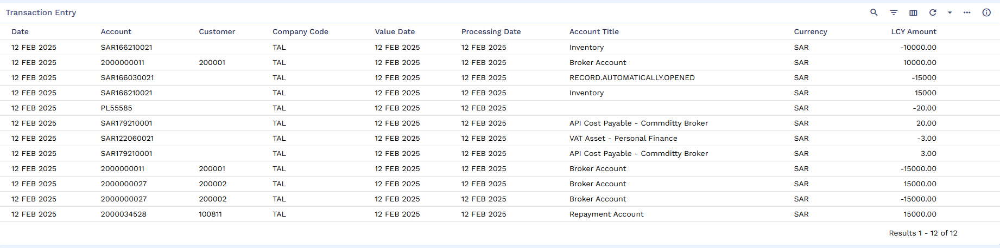 Transaction Entry
Date Account Customer Company Code Value Date Processing Date Account Title Currency LCY Amount
12 FEB 2025 SAR166210021 TAL 12 FEB 2025 12 FEB 2025 Inventory SAR -10000.00
12 FEB 2025 2000000011 200001 TAL 12 FEB 2025 12 FEB 2025 Broker Account SAR 10000.00
12 FEB 2025 SAR166030021 TAL 12 FEB 2025 12 FEB 2025 RECORD.AUTOMATICALLY.OPENED SAR -15000
12 FEB 2025 SAR166210021 TAL 12 FEB 2025 12 FEB 2025 Inventory SAR 15000
12 FEB 2025 PL55585 TAL 12 FEB 2025 12 FEB 2025 SAR -20.00
12 FEB 2025 SAR179210001 TAL 12 FEB 2025 12 FEB 2025 API Cost Payable - Commditty Broker SAR 20.00
12 FEB 2025 SAR122060021 TAL 12 FEB 2025 12 FEB 2025 VAT Asset - Personal Finance SAR -3.00
12 FEB 2025 SAR179210001 TAL 12 FEB 2025 12 FEB 2025 API Cost Payable - Commditty Broker SAR 3.00
12 FEB 2025 2000000011 200001 TAL 12 FEB 2025 12 FEB 2025 Broker Account SAR -15000.00
12 FEB 2025 2000000027 200002 TAL 12 FEB 2025 12 FEB 2025 Broker Account SAR 15000.00
12 FEB 2025 2000000027 200002 TAL 12 FEB 2025 12 FEB 2025 Broker Account SAR -15000.00
12 FEB 2025 2000034528 100811 TAL 12 FEB 2025 12 FEB 2025 Repayment Account SAR 15000.00
Results 1 - 12 of 12